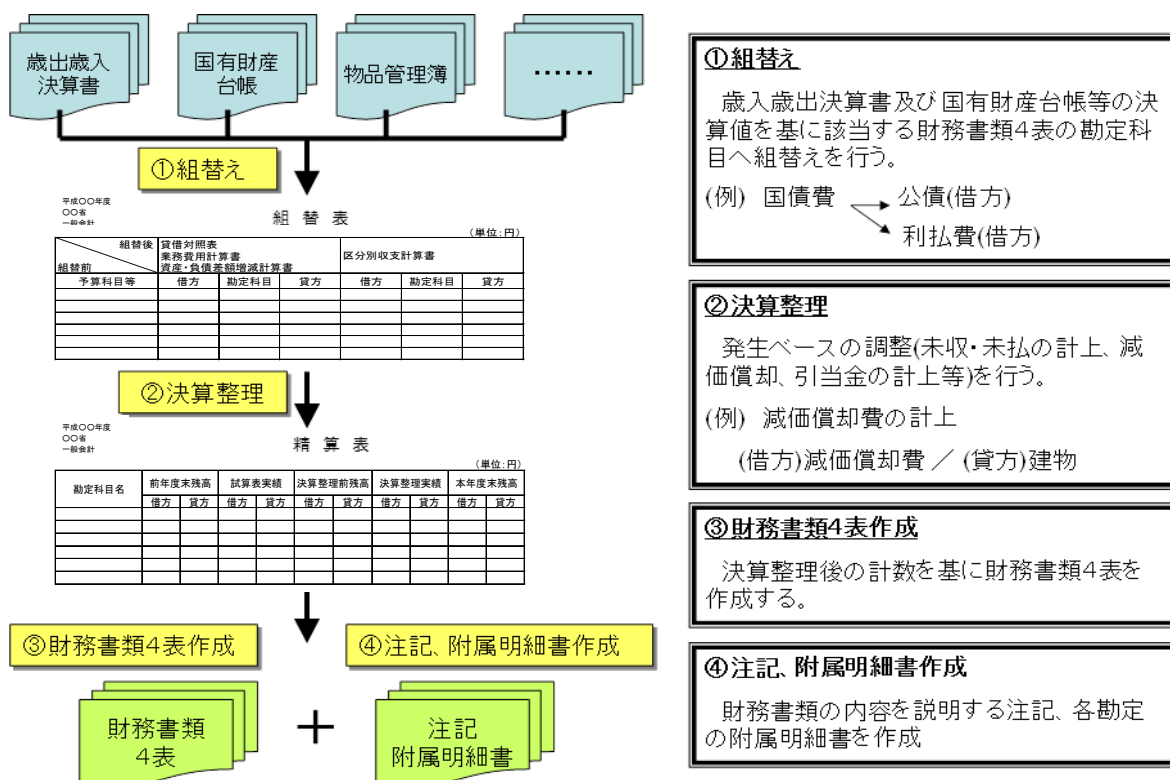 歳出歳入
決算書
国有財産
台帳
物品管理簿
……
①組替え
平成〇〇年度
〇〇省
一般会計
組 替 表
(単位:円)
組替後
組替前
貸借対照表
業務費用計算書
資産・負債差額増減計算書
区分別収支計算書
予算科目等 借方 勘定科目 貸方 借方 勘定科目 貸方
②決算整理
平成〇〇年度
〇〇省
一般会計
精 算 表
(単位:円)
勘定科目名 前年度末残高 試算表実績 決算整理前残高 決算整理実績 本年度末残高
借方 貸方 借方 貸方 借方 貸方 借方 貸方 借方 貸方
③財務書類4表作成
④注記、附属明細書作成
財務書類
4表
+
注記
附属明細書
①組替え
歳入歳出決算書及び国有財産台帳等の決
算値を基に該当する財務書類4表の勘定科
目へ組替えを行う。
(例) 国債費 公債(借方)
利払費(借方)
②決算整理
発生ベースの調整(未収・未払の計上、減
価償却、引当金の計上等)を行う。
(例) 減価償却費の計上
(借方)減価償却費 / (貸方)建物
③財務書類4表作成
決算整理後の計数を基に財務書類4表を
作成する。
④注記、附属明細書作成
財務書類の内容を説明する注記、各勘定
の附属明細書を作成